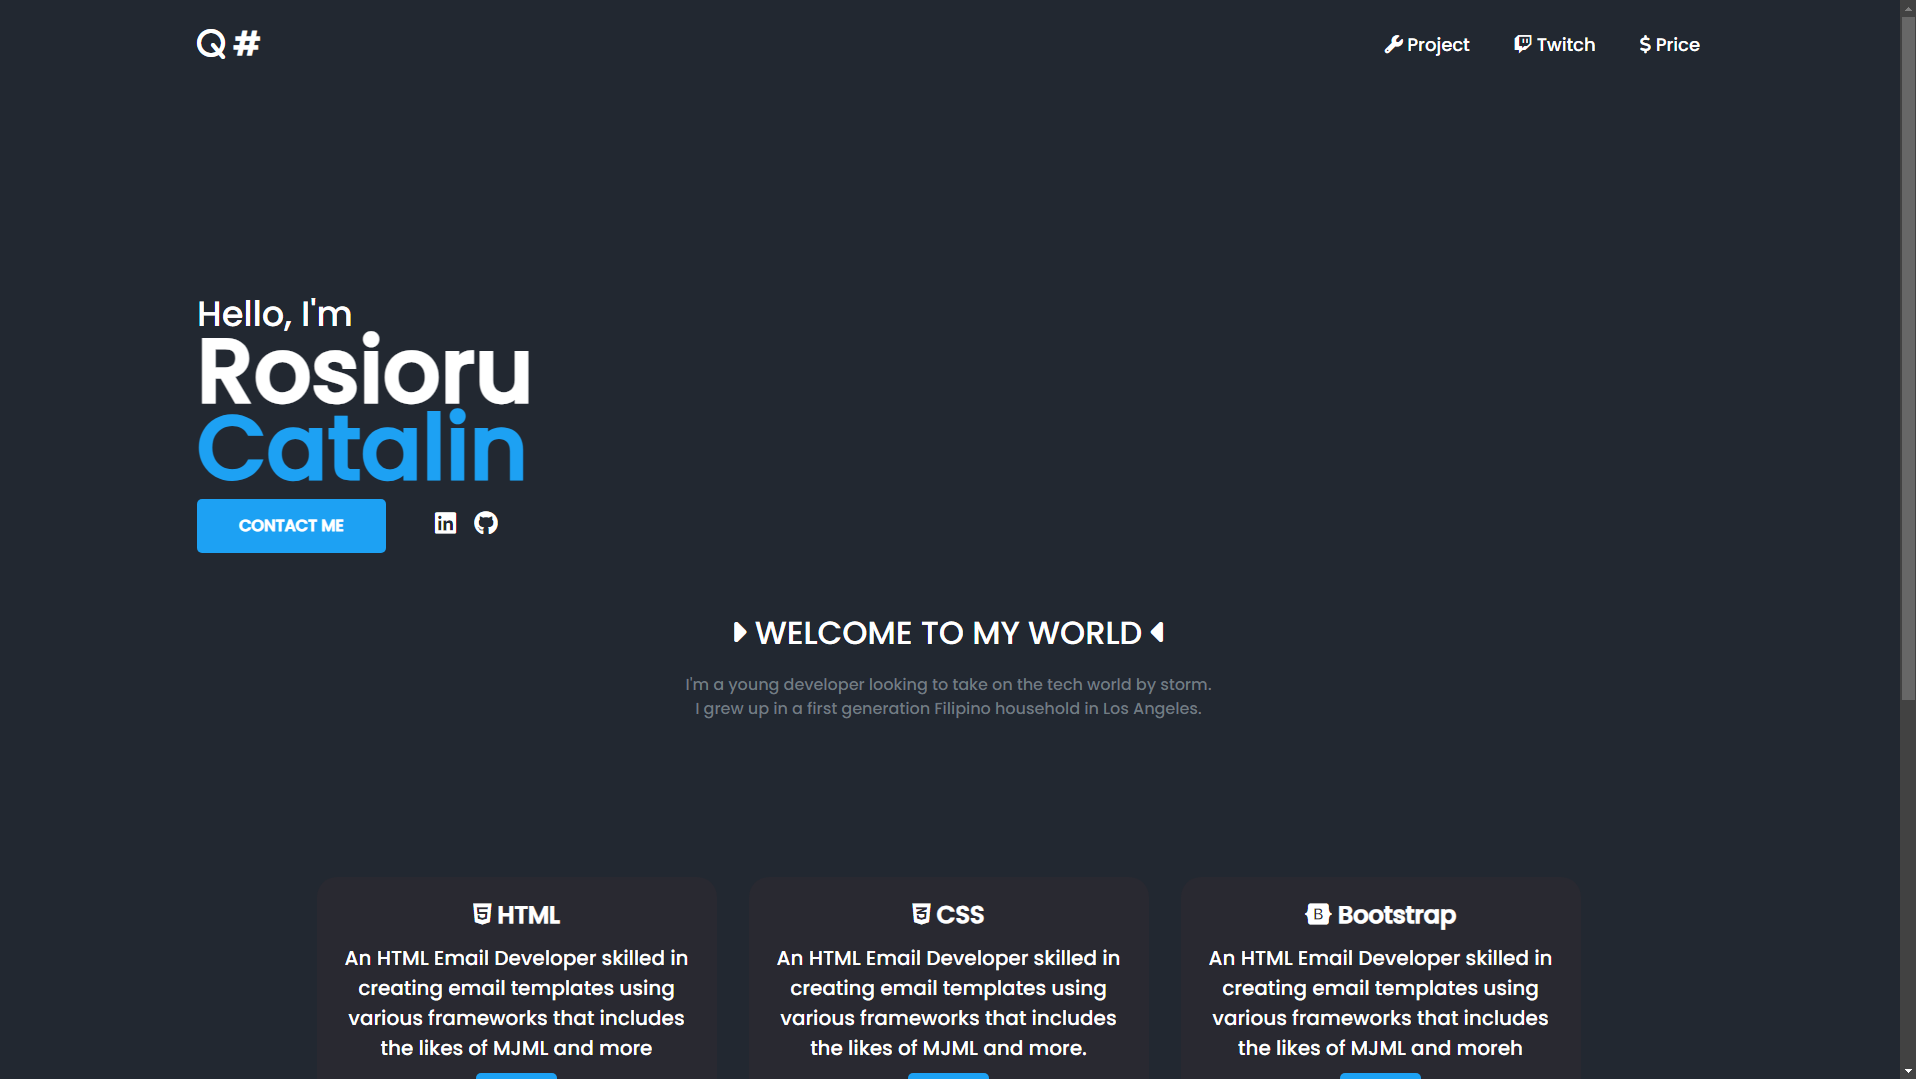 Q #
Project
Twitch
$ Price
Hello, I'm
Rosioru
Catalin
CONTACT ME
in
WELCOME TO MY WORLD
I'm a young developer looking to take on the tech world by storm.
I grew up in a first generation Filipino household in Los Angeles.
5 HTML
An HTML Email Developer skilled in
creating email templates using
various frameworks that includes
the likes of MJML and more
3 CSS
An HTML Email Developer skilled in
creating email templates using
various frameworks that includes
the likes of MJML and more.
B Bootstrap
An HTML Email Developer skilled in
creating email templates using
various frameworks that includes
the likes of MJML and moreh